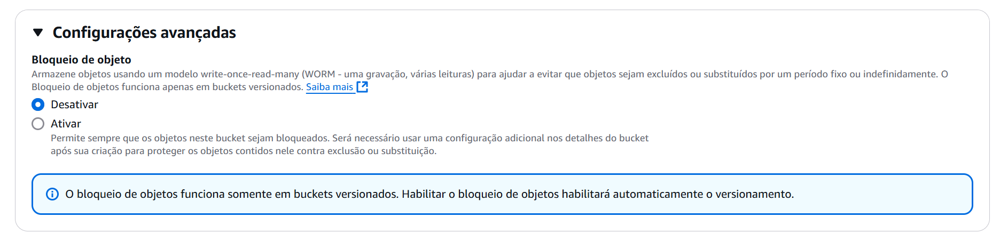 Configurações avançadas
Bloqueio de objeto
Armazene objetos usando um modelo write-once-read-many (WORM - uma gravação, várias leituras) para ajudar a evitar que objetos sejam excluídos ou substituídos por um período fixo ou indefinidamente. O
Bloqueio de objetos funciona apenas em buckets versionados. Saiba mais
Desativar
Ativar
Permite sempre que os objetos neste bucket sejam bloqueados. Será necessário usar uma configuração adicional nos detalhes do bucket
após sua criação para proteger os objetos contidos nele contra exclusão ou substituição.
O bloqueio de objetos funciona somente em buckets versionados. Habilitar o bloqueio de objetos habilitará automaticamente o versionamento.